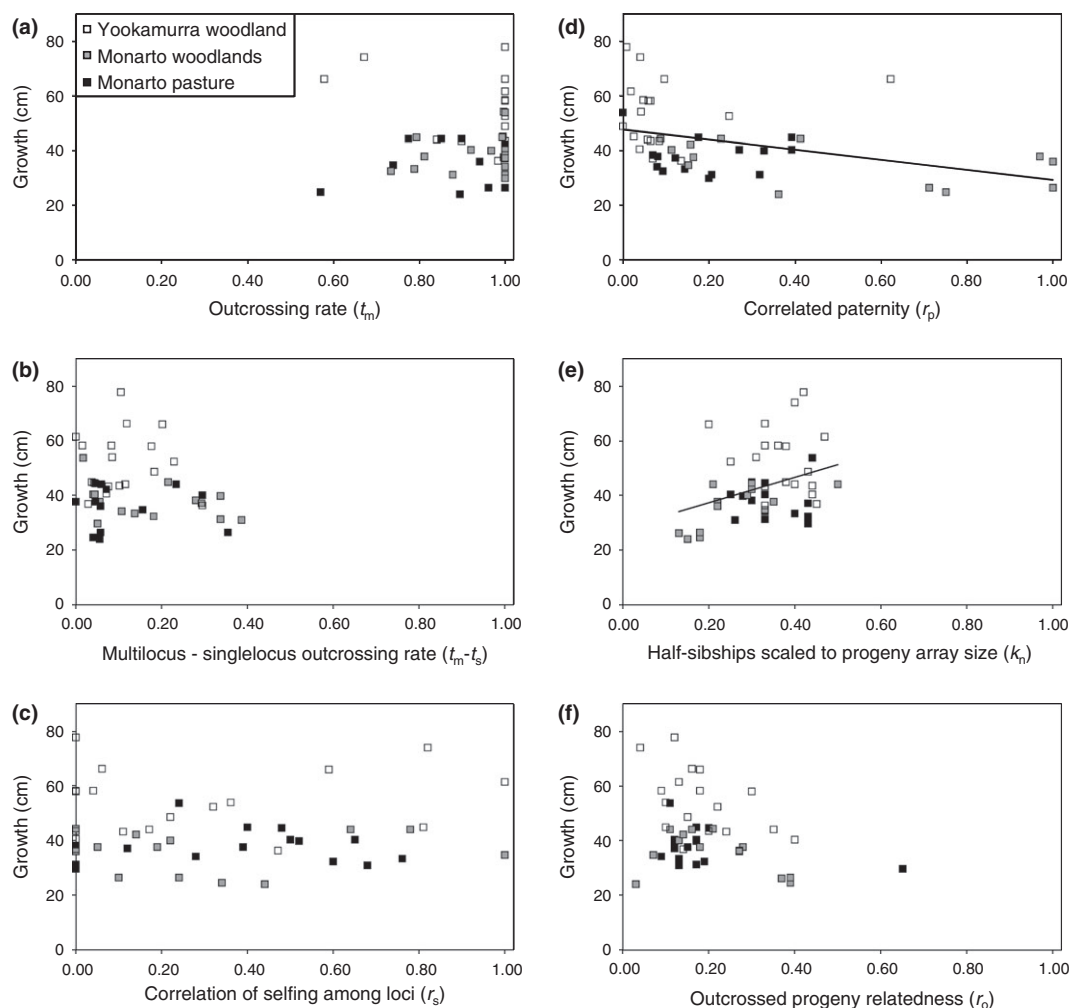 (a)
Yookamurra woodland
Monarto woodlands
Monarto pasture
Growth (cm)
80
60
40
20
0
0.00 0.20 0.40 0.60 0.80 1.00
Outcrossing rate (tm)
(d)
Growth (cm)
80
60
40
20
0
0.00 0.20 0.40 0.60 0.80 1.00
Correlated paternity (rp)
(b)
Growth (cm)
80
60
40
20
0
0.00 0.20 0.40 0.60 0.80 1.00
Multilocus - singlelocus outcrossing rate (tm-ts)
(e)
Growth (cm)
80
60
40
20
0
0.00 0.20 0.40 0.60 0.80 1.00
Half-sibships scaled to progeny array size (kn)
(c)
Growth (cm)
80
60
40
20
0
0.00 0.20 0.40 0.60 0.80 1.00
Correlation of selfing among loci (rs)
(f)
Growth (cm)
80
60
40
20
0
0.00 0.20 0.40 0.60 0.80 1.00
Outcrossed progeny relatedness (ro)